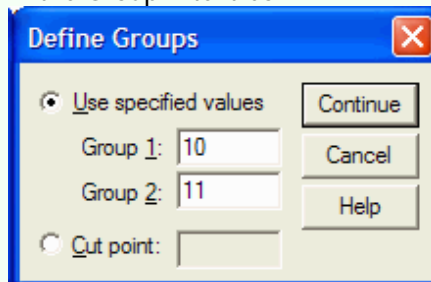 Define Groups
Use specified values
Continue
Group 1: 10
Cancel
Group 2: 11
Help
Cut point: